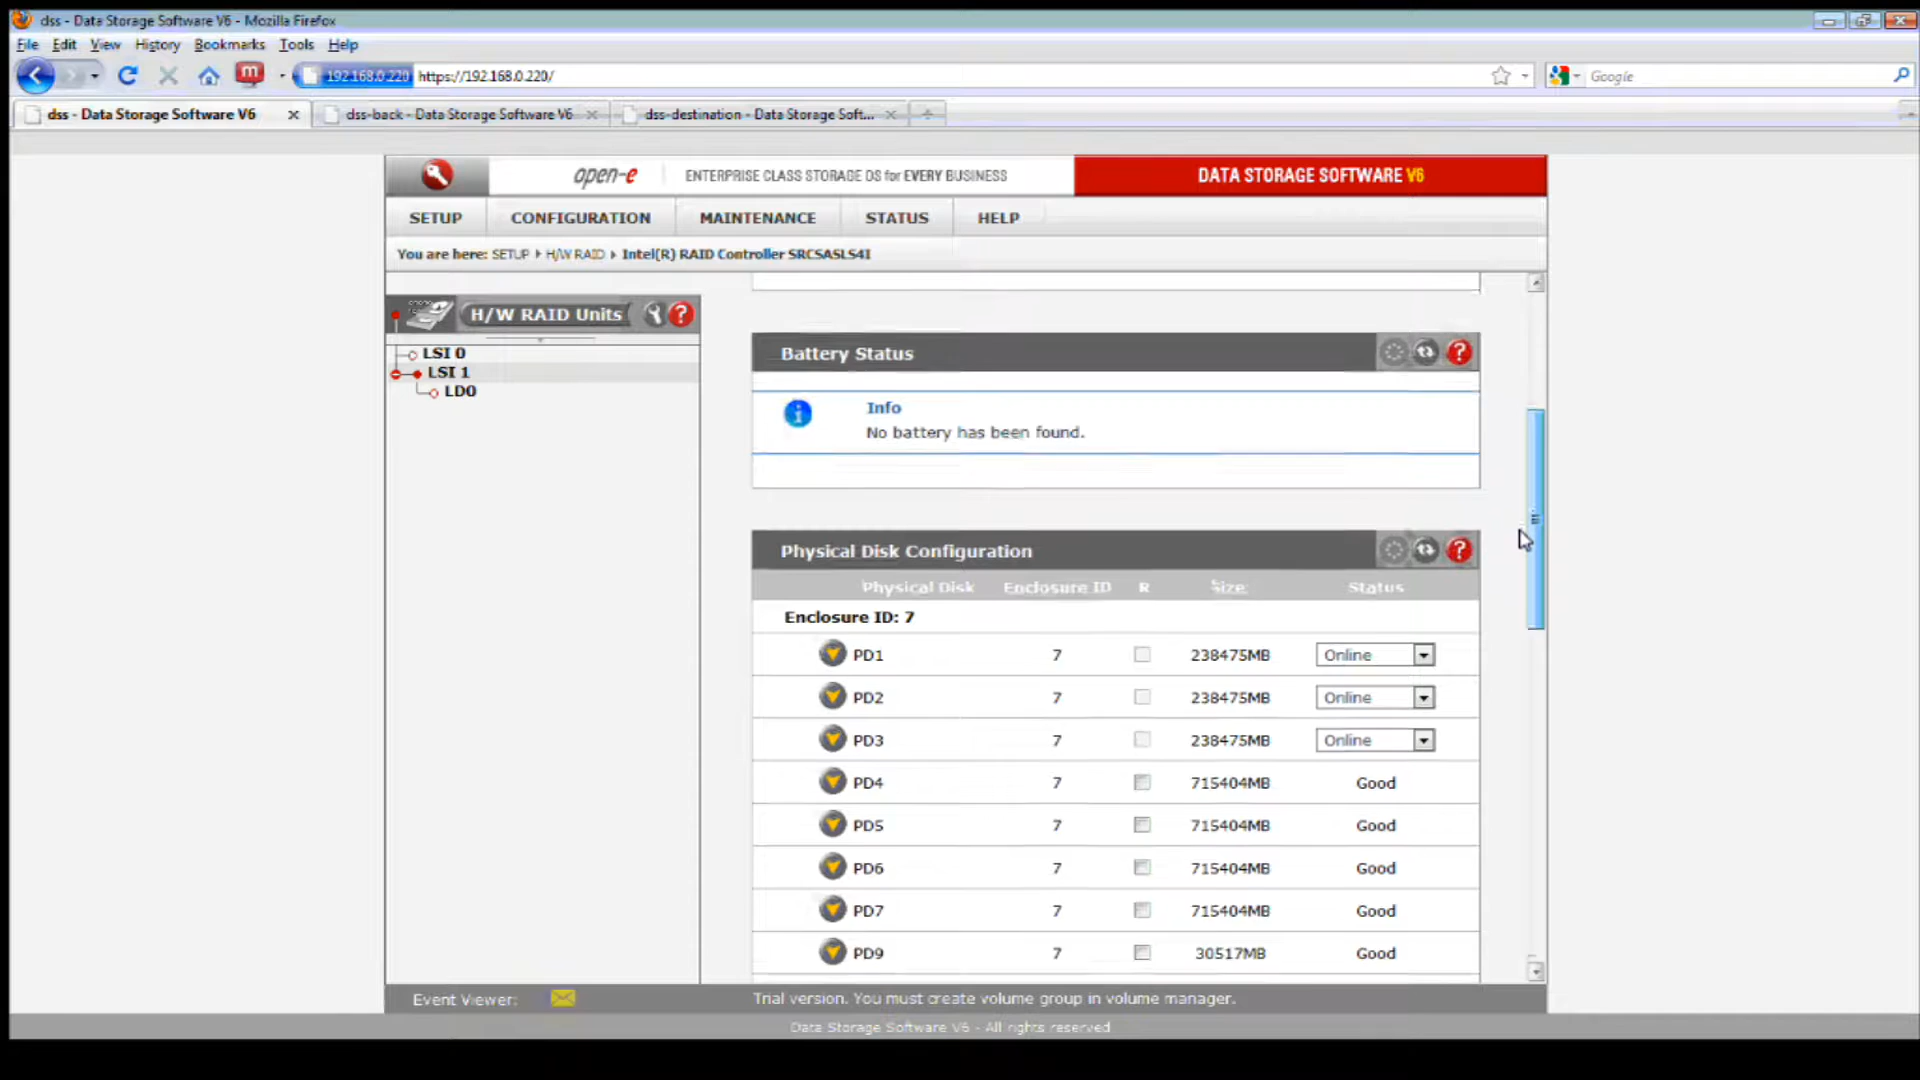 dss - Data Storage Software V6 - Mozilla Firefox
File Edit View History Bookmarks Tools Help
192.168.0.220 https://192.168.0.220/
Google
dss - Data Storage Software V6
dss-back - Data Storage Software V6
dss-destination - Data Storage Soft...
open-e
ENTERPRISE CLASS STORAGE OS for EVERY BUSINESS
DATA STORAGE SOFTWARE V6
SETUP CONFIGURATION MAINTENANCE STATUS HELP
You are here: SETUP H/W RAID Intel(R) RAID Controller SRCSASLS4I
H/W RAID Units
LSI 0
LSI 1
LD0
Battery Status
Info
No battery has been found.
Physical Disk Configuration
Physical Disk Enclosure ID R Size Status
Enclosure ID: 7
PD1 7 238475MB Online
PD2 7 238475MB Online
PD3 7 238475MB Online
PD4 7 715404MB Good
PD5 7 715404MB Good
PD6 7 715404MB Good
PD7 7 715404MB Good
PD9 7 30517MB Good
Event Viewer:
Trial version. You must create volume group in volume manager.
Data Storage Software V6 - All rights reserved